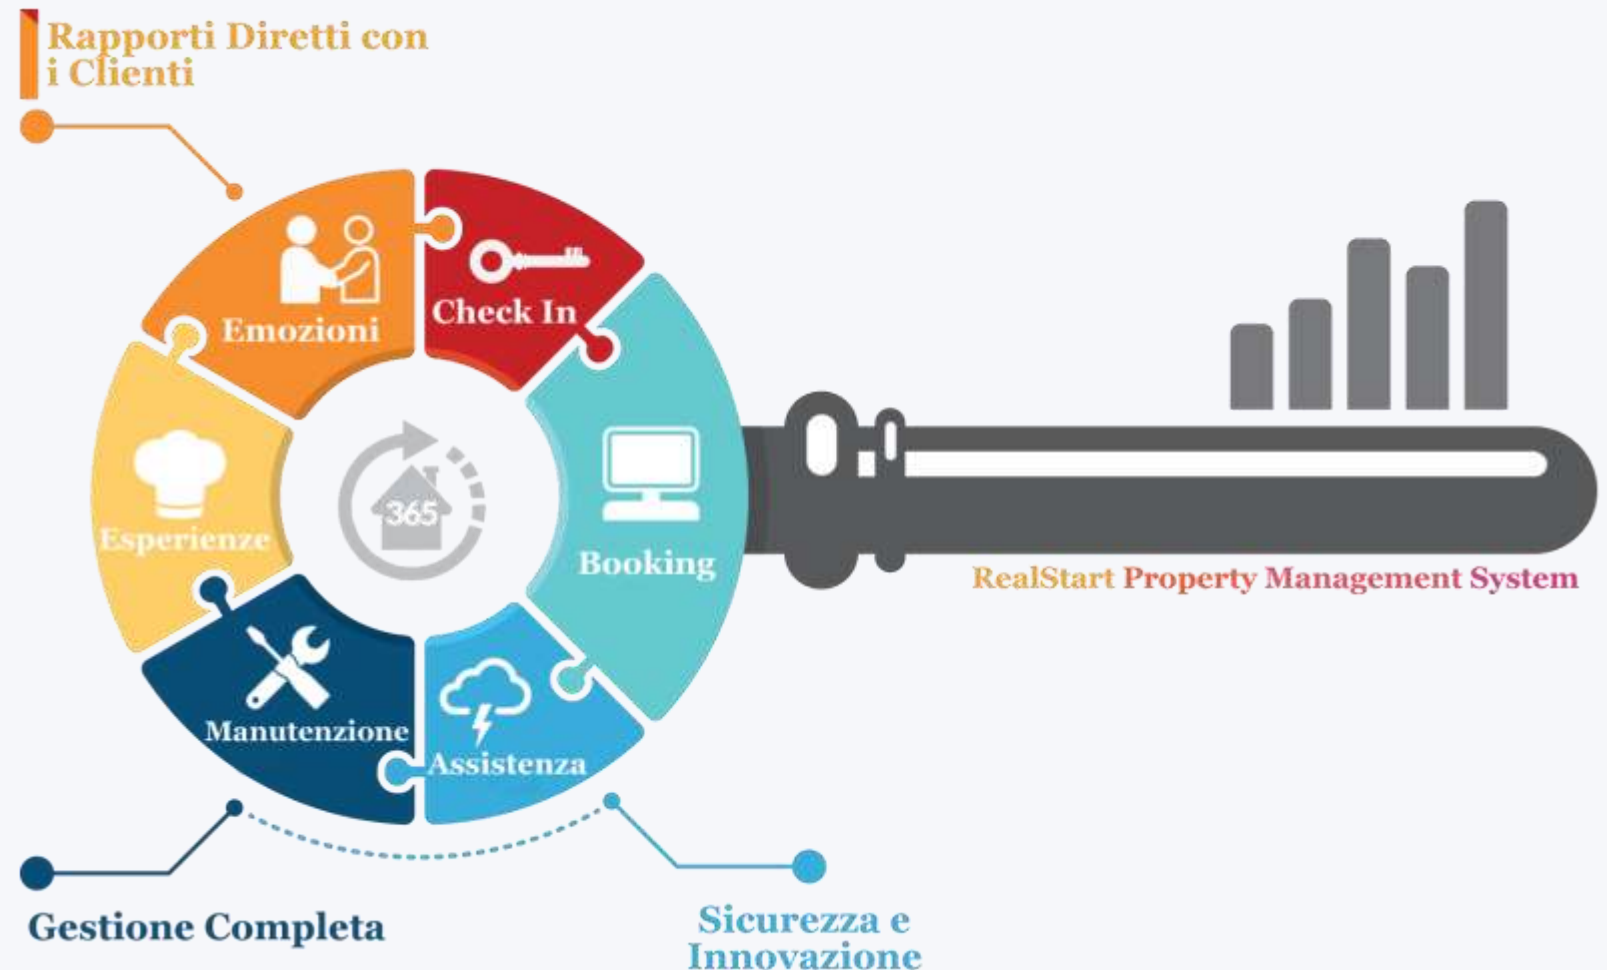 Rapporti Diretti con
i Clienti
Emozioni
Check In
Esperienze
365
Booking
RealStart Property Management System
Manutenzione
Assistenza
Gestione Completa
Sicurezza e
Innovazione